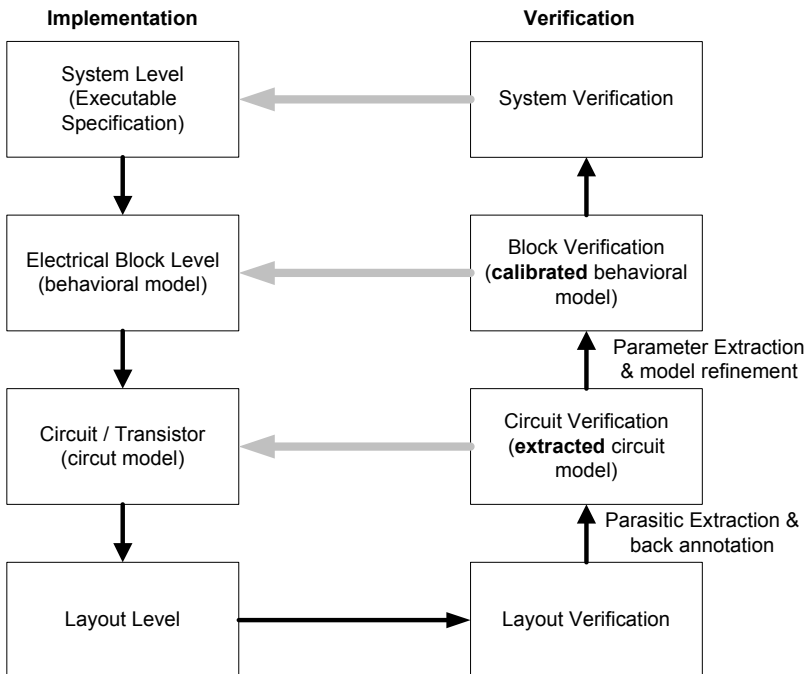 Implementation
Verification
System Level
(Executable
Specification)
System Verification
Electrical Block Level
(behavioral model)
Block Verification
(calibrated behavioral
model)
Parameter Extraction
& model refinement
Circuit / Transistor
(circut model)
Circuit Verification
(extracted circuit
model)
Parasitic Extraction &
back annotation
Layout Level
Layout Verification